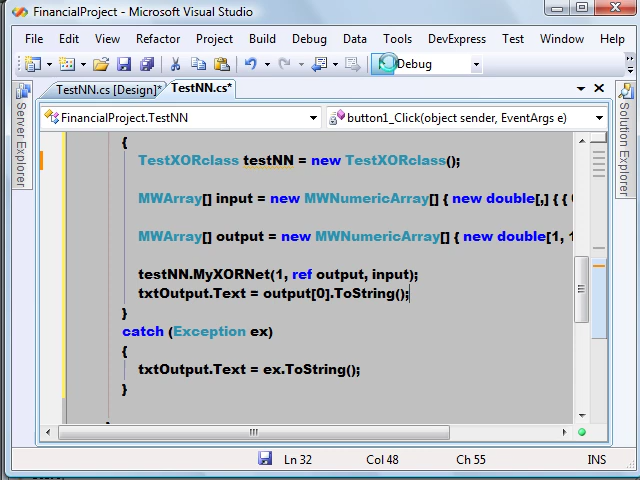 FinancialProject - Microsoft Visual Studio
File Edit View Refactor Project Build Debug Data Tools DevExpress Test Window Help
Debug
TestNN.cs [Design]* TestNN.cs*
FinancialProject.TestNN button1_Click(object sender, EventArgs e)
Server Explorer
Solution Explorer
{
TestXORclass testNN = new TestXORclass();
MWArray[] input = new MWNumericArray[] { new double[,] { {
MWArray[] output = new MWNumericArray[] { new double[1, 1
testNN.MyXORNet(1, ref output, input);
txtOutput.Text = output[0].ToString();
}
catch (Exception ex)
{
txtOutput.Text = ex.ToString();
}
Ln 32 Col 48 Ch 55 INS